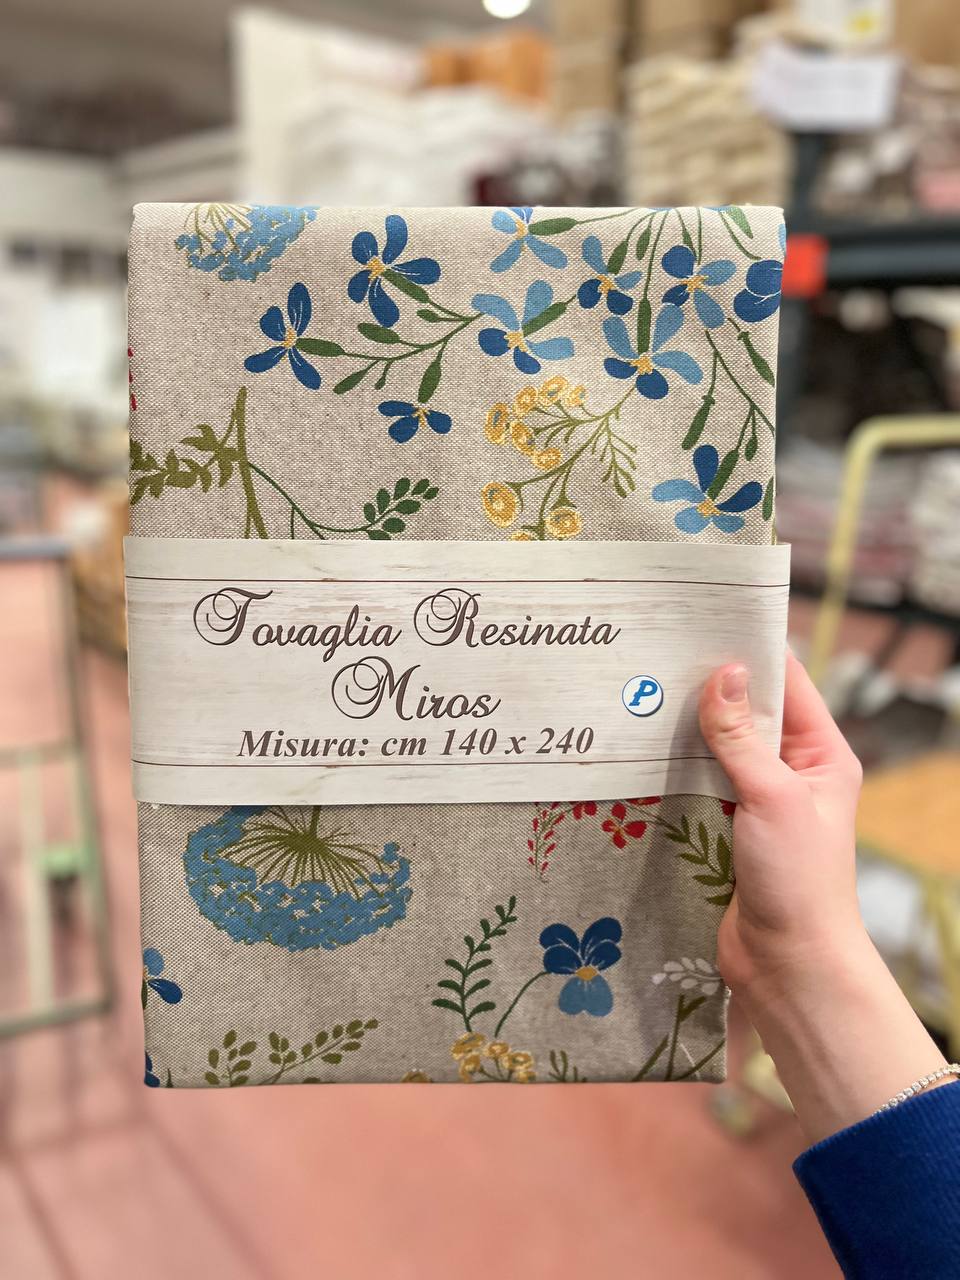 Tovaglia Resinata
Miros
P
Misura: cm 140 x 240